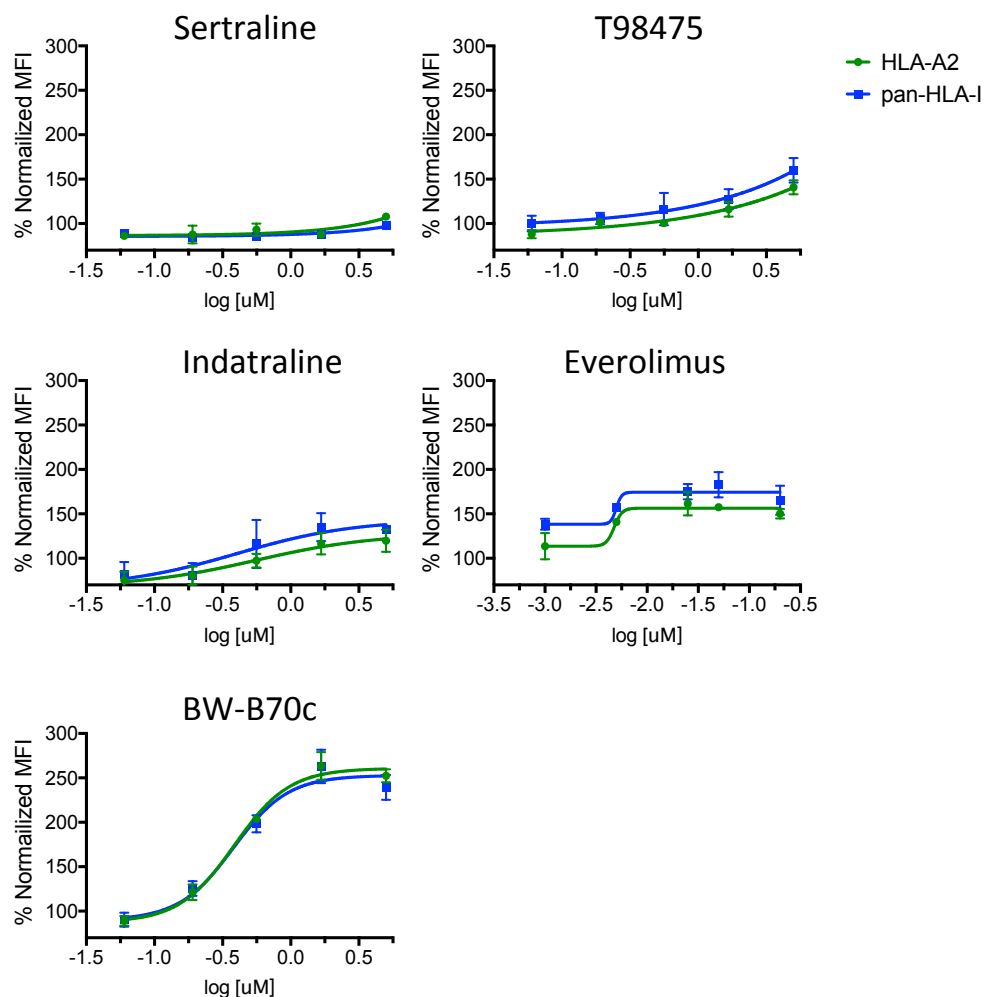 Sertraline
% Normailized MFI
300
250
200
150
100
-1.5 -1.0 -0.5 0.0 0.5
log [uM]
T98475
% Normailized MFI
300
250
200
150
100
-1.5 -1.0 -0.5 0.0 0.5
log [uM]
HLA-A2
pan-HLA-I
Indatraline
% Normailized MFI
300
250
200
150
100
-1.5 -1.0 -0.5 0.0 0.5
log [uM]
Everolimus
% Normailized MFI
300
250
200
150
100
-3.5 -3.0 -2.5 -2.0 -1.5 -1.0 -0.5
log [uM]
BW-B70c
% Normailized MFI
300
250
200
150
100
-1.5 -1.0 -0.5 0.0 0.5
log [uM]